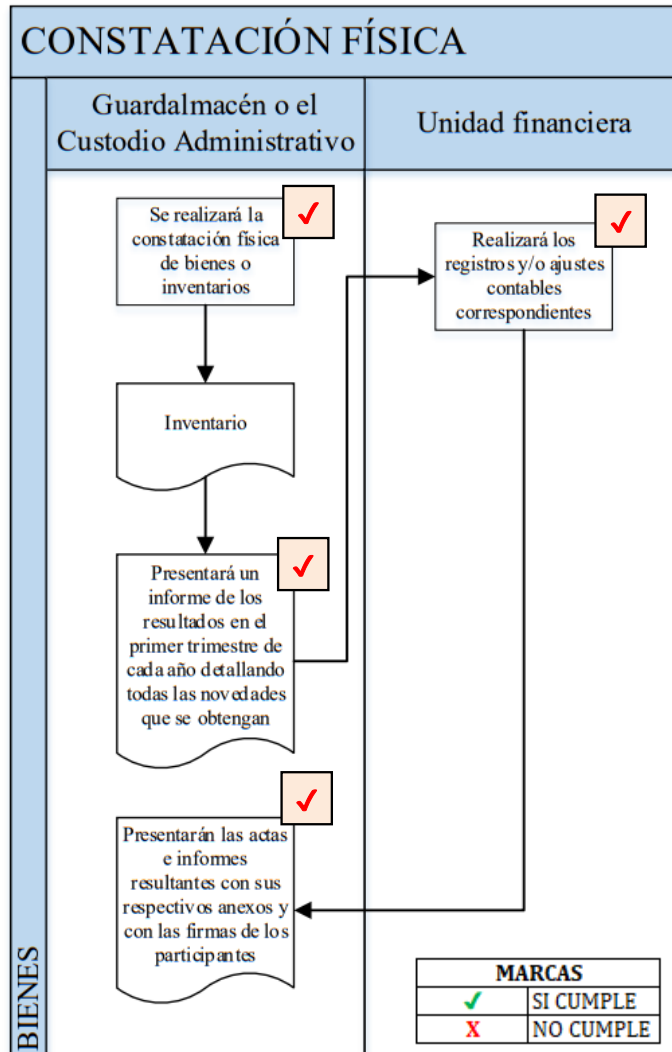 CONSTATACIÓN FÍSICA
Guardalmacén o el
Custodio Administrativo
Unidad financiera
Se realizará la
constatación física
de bienes o
inventarios
✓
Realizará los
registros y/o ajustes
contables
correspondientes
✓
Inventario
Presentará un
informe de los
resultados en el
primer trimestre de
cada año detallando
todas las novedades
que se obtengan
✓
Presentarán las actas
e informes
resultantes con sus
respectivos anexos y
con las firmas de los
participantes
✓
BIENES
MARCAS
✓ SI CUMPLE
X NO CUMPLE